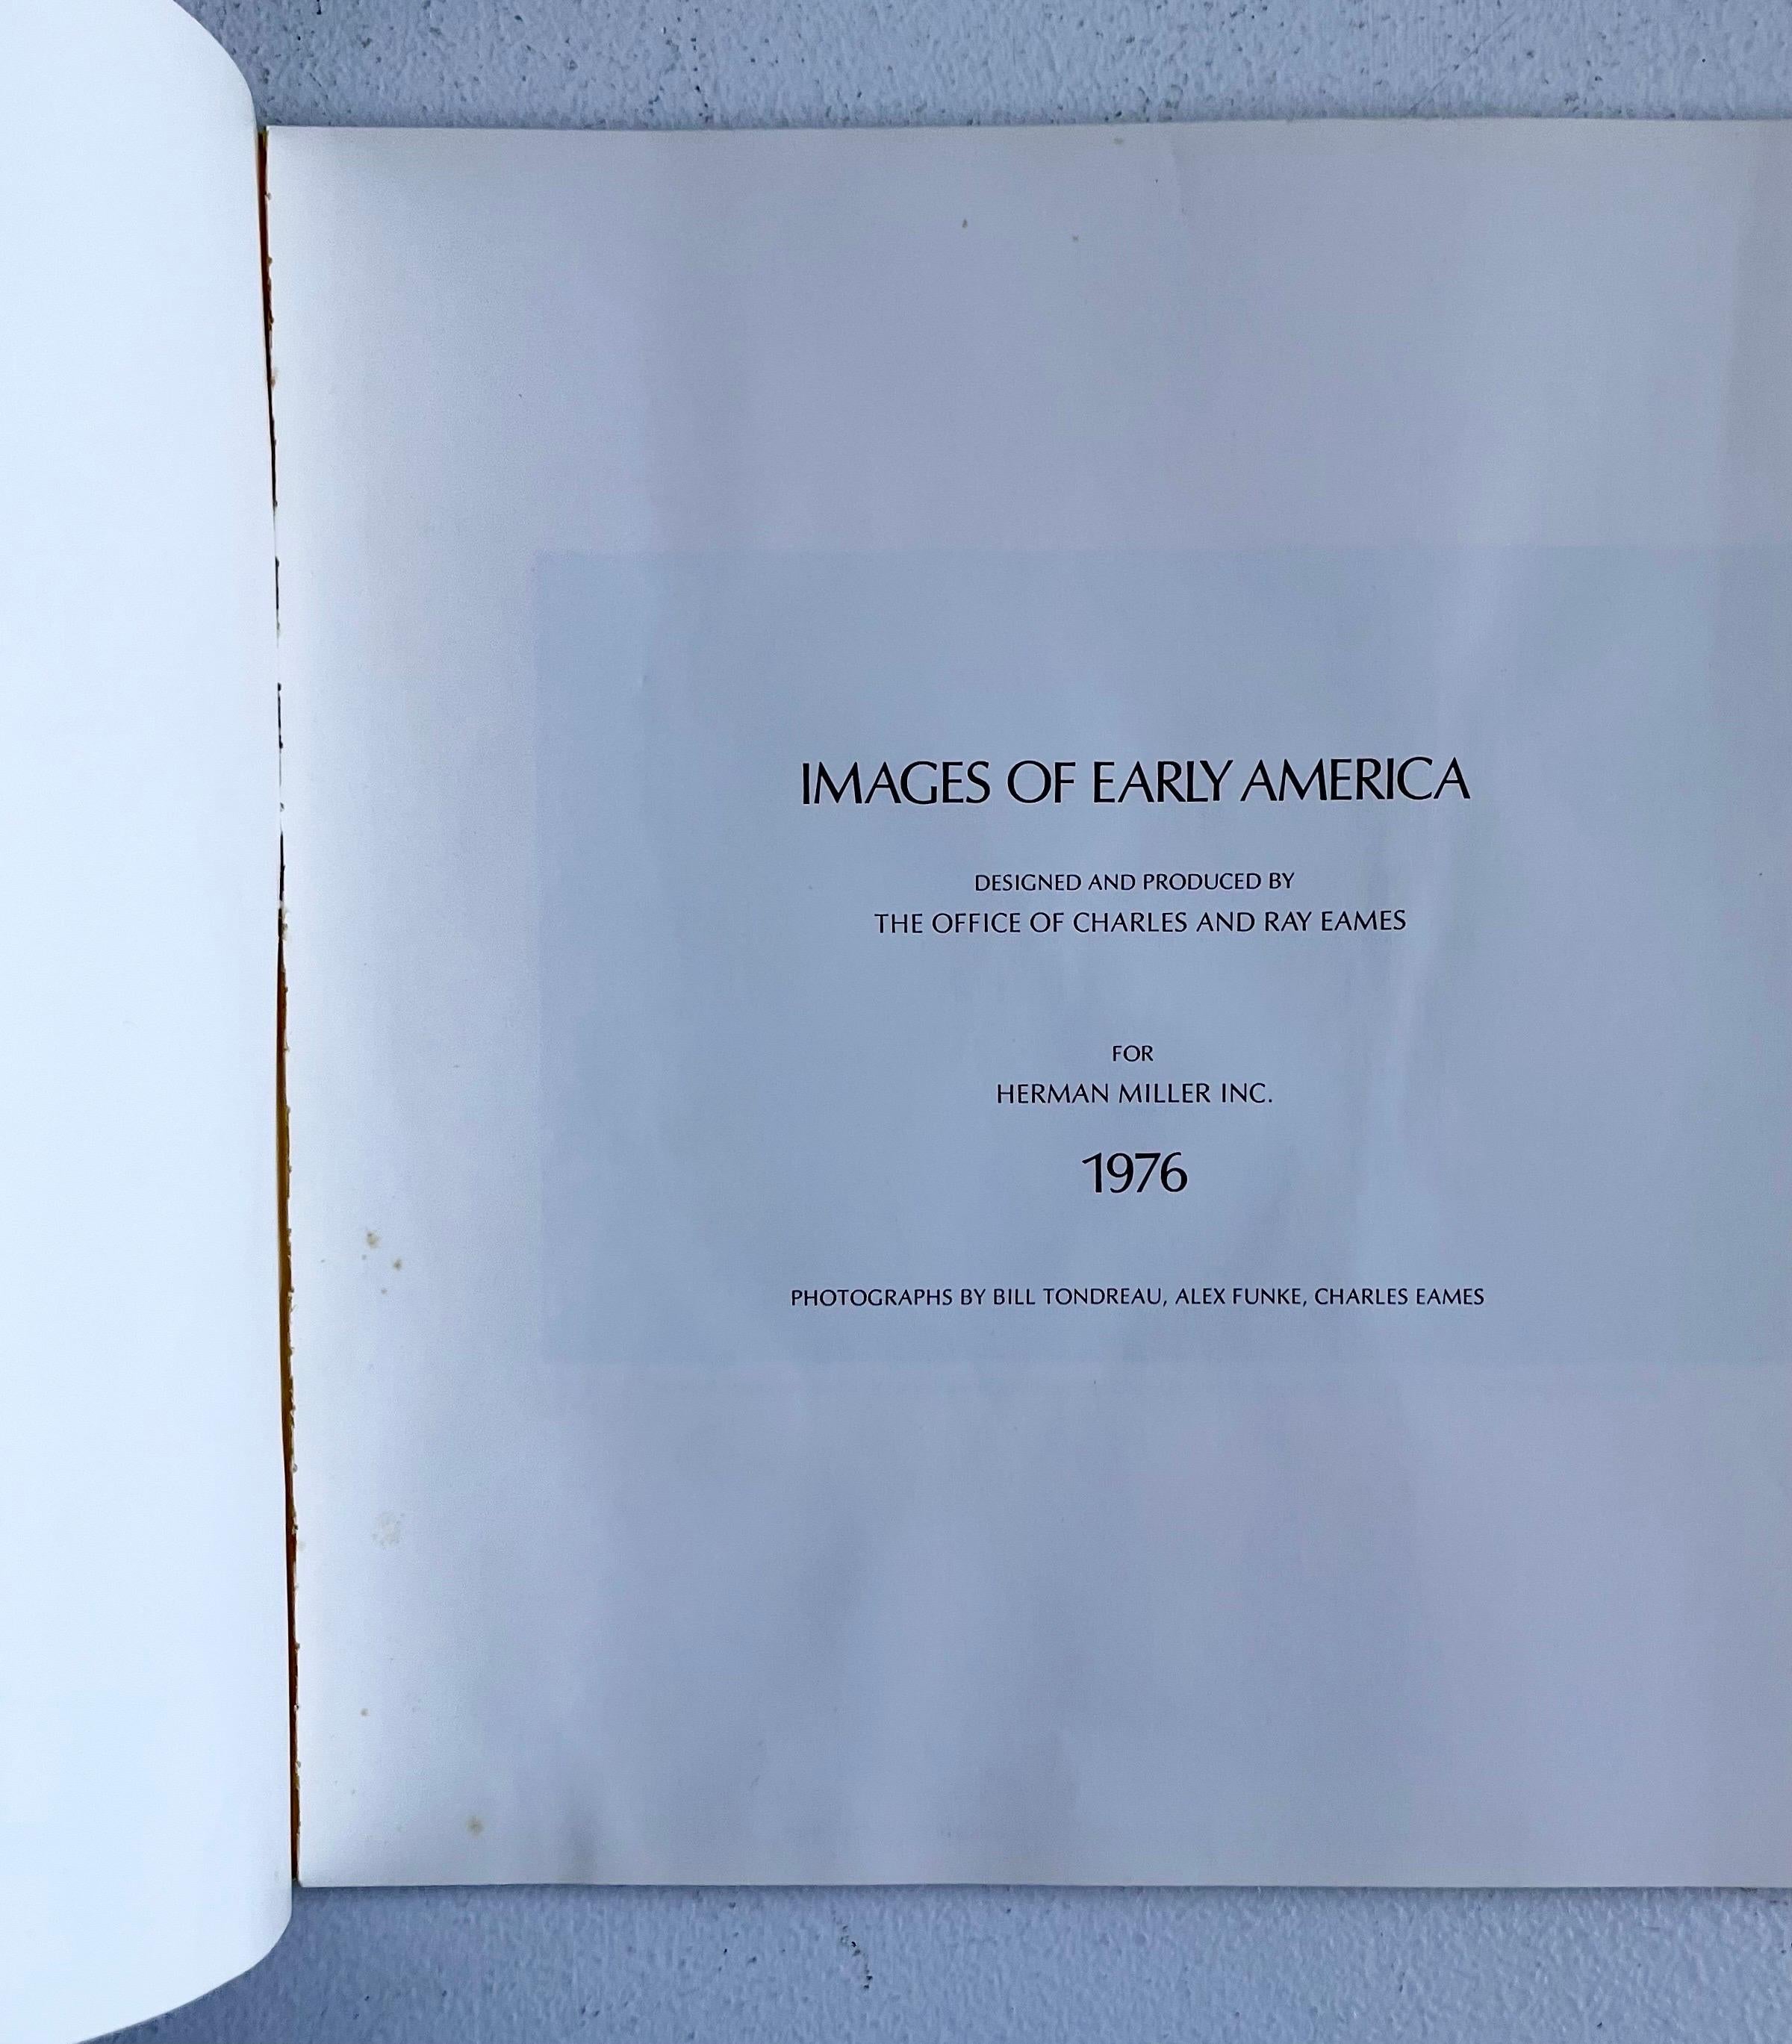 IMAGES OF EARLY AMERICA
DESIGNED AND PRODUCED BY
THE OFFICE OF CHARLES AND RAY EAMES
FOR
HERMAN MILLER INC.
1976
PHOTOGRAPHS BY BILL TONDREAU, ALEX FUNKE, CHARLES EAMES